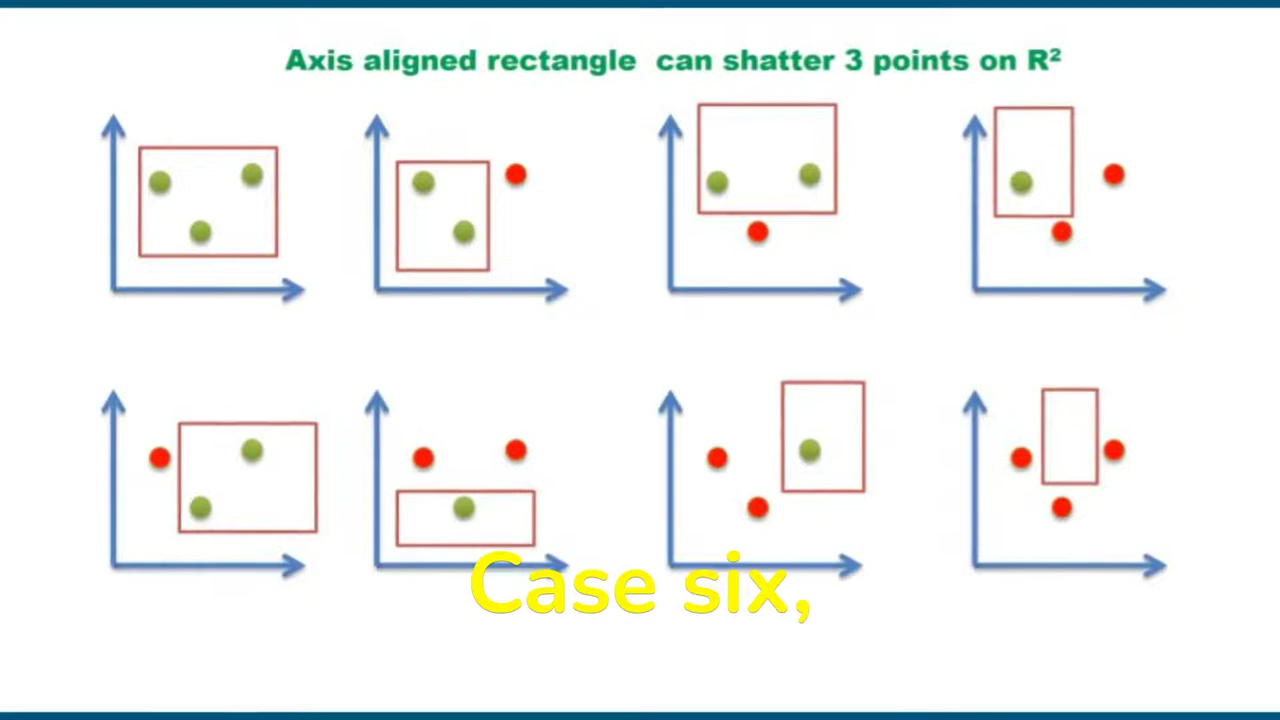 Axis aligned rectangle can shatter 3 points on R²
Case six,